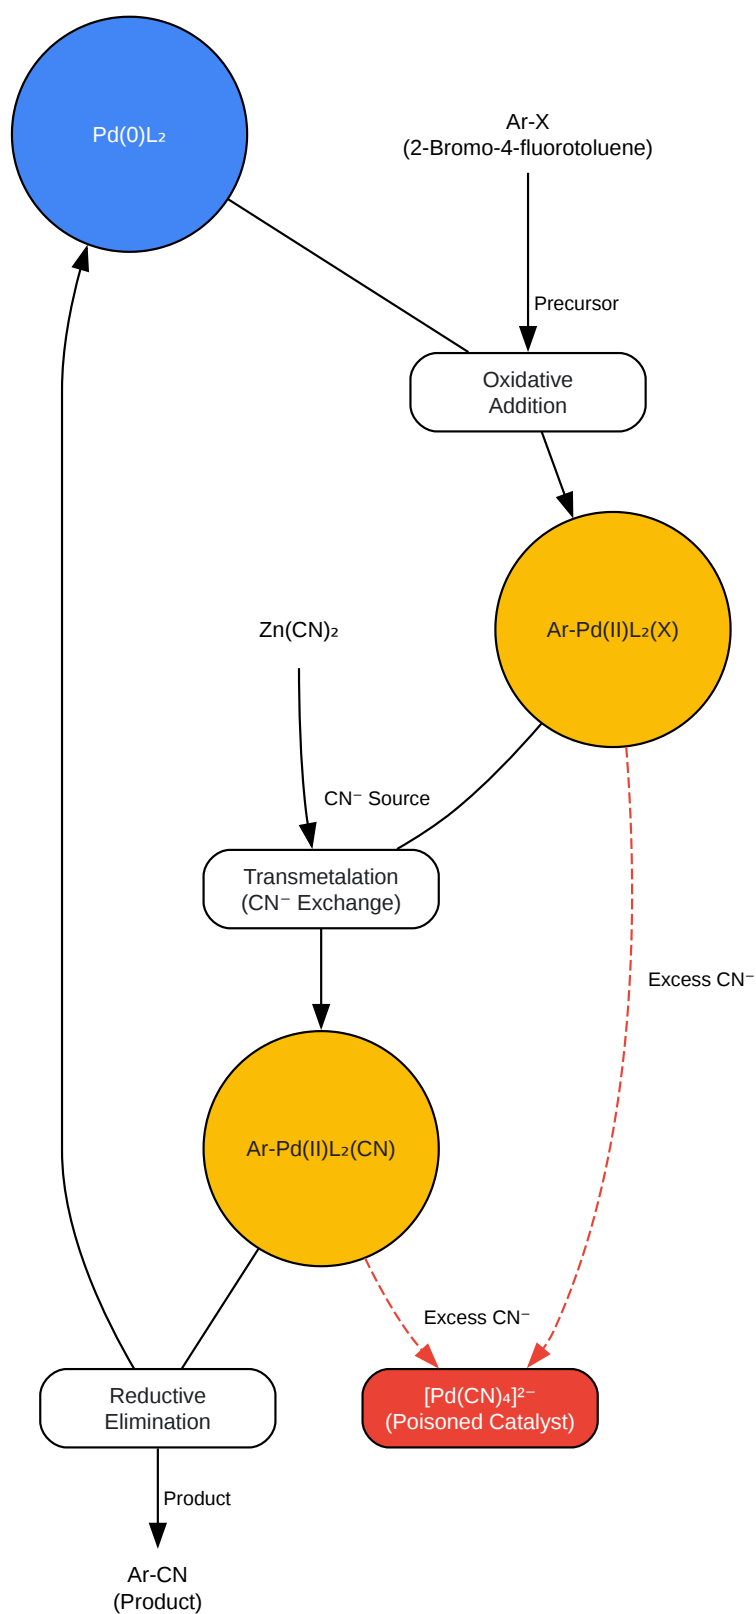 Pd(0)L₂
Ar-X
(2-Bromo-4-fluorotoluene)
Precursor
Oxidative
Addition
Ar-Pd(II)L₂(X)
Zn(CN)₂
CN⁻ Source
Transmetalation
(CN⁻ Exchange)
Excess CN⁻
Ar-Pd(II)L₂(CN)
Excess CN⁻
Reductive
Elimination
[Pd(CN)₄]²⁻
(Poisoned Catalyst)
Product
Ar-CN
(Product)